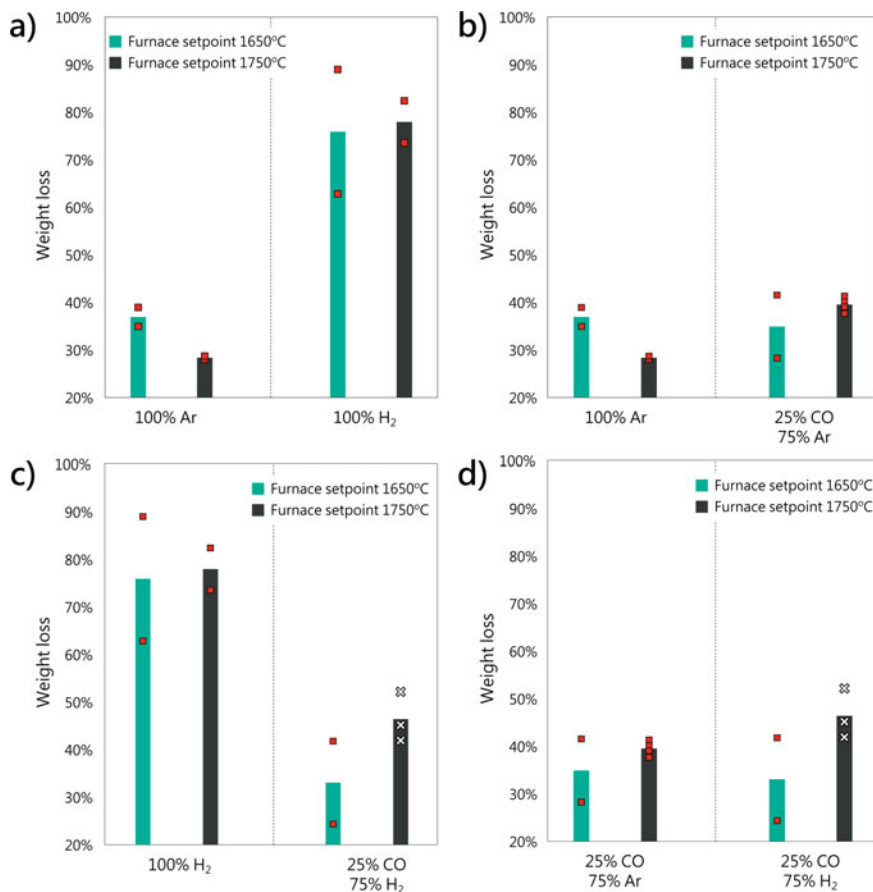 a)
Weight loss
100%
90%
80%
70%
60%
50%
40%
30%
20%
Furnace setpoint 1650°C
Furnace setpoint 1750°C
100% Ar
100% H₂
b)
Weight loss
100%
90%
80%
70%
60%
50%
40%
30%
20%
Furnace setpoint 1650°C
Furnace setpoint 1750°C
100% Ar
25% CO
75% Ar
c)
Weight loss
100%
90%
80%
70%
60%
50%
40%
30%
20%
Furnace setpoint 1650°C
Furnace setpoint 1750°C
100% H₂
25% CO
75% H₂
d)
Weight loss
100%
90%
80%
70%
60%
50%
40%
30%
20%
Furnace setpoint 1650°C
Furnace setpoint 1750°C
25% CO
75% Ar
25% CO
75% H₂